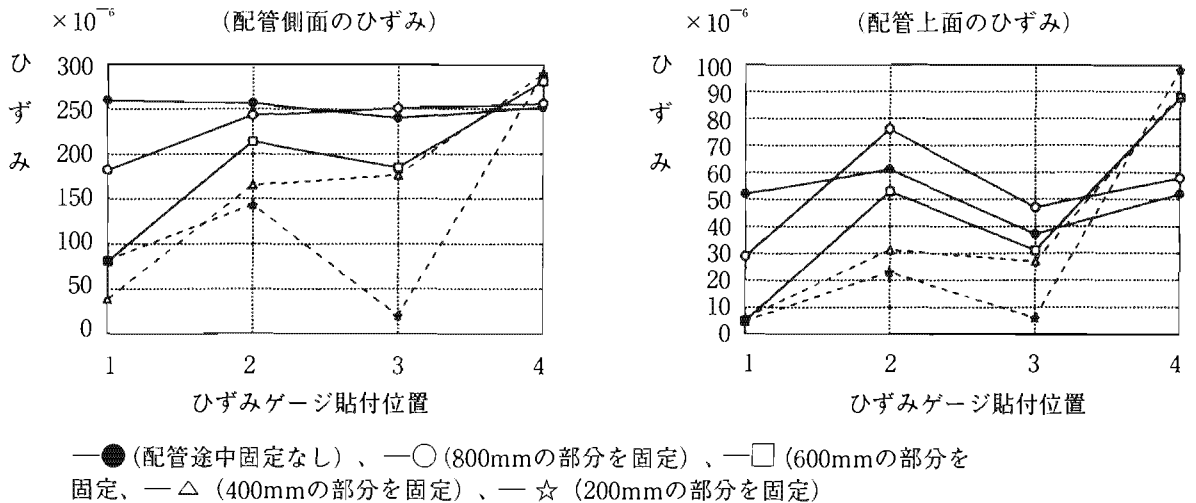 ×10⁻⁶ (配管側面のひずみ)
ひずみ
300
250
200
150
100
50
0
1 2 3 4
ひずみゲージ貼付位置
×10⁻⁶ (配管上面のひずみ)
ひずみ
100
90
80
70
60
50
40
30
20
10
0
1 2 3 4
ひずみゲージ貼付位置
―●(配管途中固定なし)、―○(800mmの部分を固定)、―□(600mmの部分を
固定、―△(400mmの部分を固定)、―☆(200mmの部分を固定)